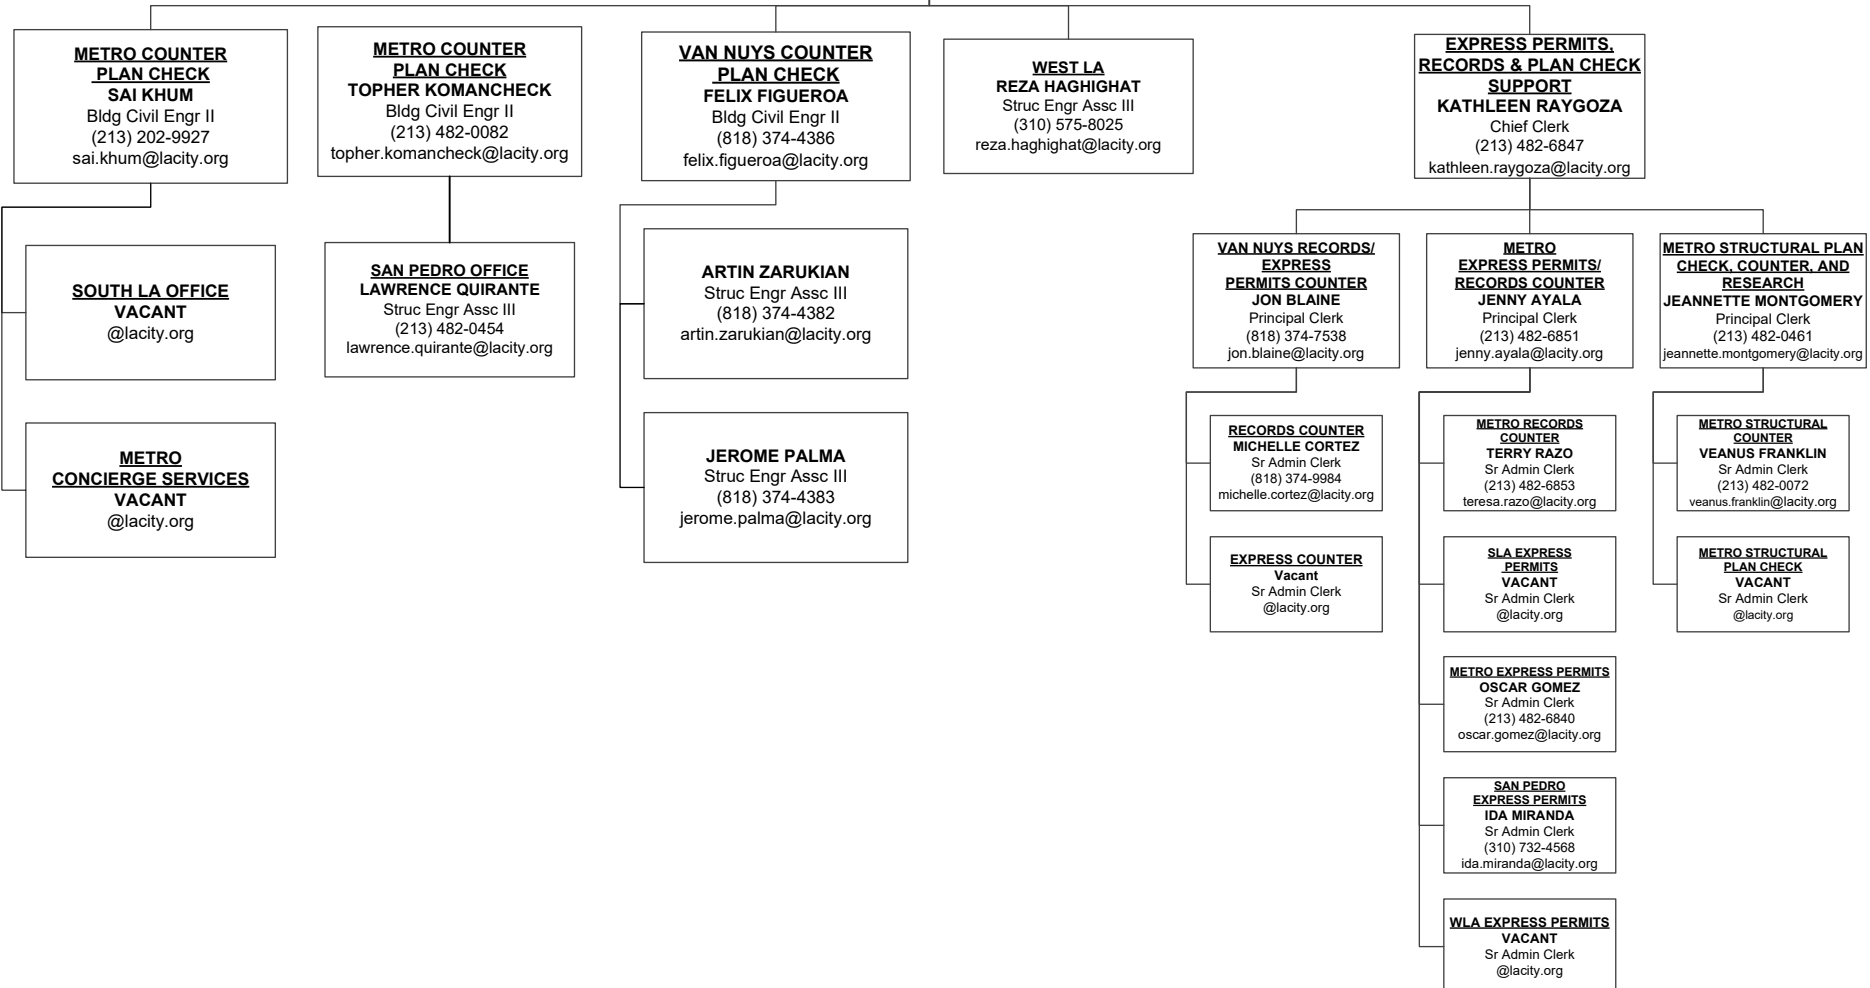 METRO COUNTER
PLAN CHECK
SAI KHUM
Bldg Civil Engr II
(213) 202-9927
sai.khum@lacity.org
METRO COUNTER
PLAN CHECK
TOPHER KOMANCHECK
Bldg Civil Engr II
(213) 482-0082
topher.komancheck@lacity.org
VAN NUYS COUNTER
PLAN CHECK
FELIX FIGUEROA
Bldg Civil Engr II
(818) 374-4386
felix.figueroa@lacity.org
WEST LA
REZA HAGHIGHAT
Struc Engr Assc III
(310) 575-8025
reza.haghighat@lacity.org
EXPRESS PERMITS,
RECORDS & PLAN CHECK
SUPPORT
KATHLEEN RAYGOZA
Chief Clerk
(213) 482-6847
kathleen.raygoza@lacity.org
SOUTH LA OFFICE
VACANT
@lacity.org
METRO
CONCIERGE SERVICES
VACANT
@lacity.org
SAN PEDRO OFFICE
LAWRENCE QUIRANTE
Struc Engr Assc III
(213) 482-0454
lawrence.quirante@lacity.org
ARTIN ZARUKIAN
Struc Engr Assc III
(818) 374-4382
artin.zarukian@lacity.org
JEROME PALMA
Struc Engr Assc III
(818) 374-4383
jerome.palma@lacity.org
VAN NUYS RECORDS/
EXPRESS
PERMITS COUNTER
JON BLAINE
Principal Clerk
(818) 374-7538
jon.blaine@lacity.org
RECORDS COUNTER
MICHELLE CORTEZ
Sr Admin Clerk
(818) 374-9984
michelle.cortez@lacity.org
EXPRESS COUNTER
Vacant
Sr Admin Clerk
@lacity.org
METRO
EXPRESS PERMITS/
RECORDS COUNTER
JENNY AYALA
Principal Clerk
(213) 482-6851
jenny.ayala@lacity.org
METRO RECORDS
COUNTER
TERRY RAZO
Sr Admin Clerk
(213) 482-6853
teresa.razo@lacity.org
SLA EXPRESS
PERMITS
VACANT
Sr Admin Clerk
@lacity.org
METRO EXPRESS PERMITS
OSCAR GOMEZ
Sr Admin Clerk
(213) 482-6840
oscar.gomez@lacity.org
SAN PEDRO
EXPRESS PERMITS
IDA MIRANDA
Sr Admin Clerk
(310) 732-4568
ida.miranda@lacity.org
WLA EXPRESS PERMITS
VACANT
Sr Admin Clerk
@lacity.org
METRO STRUCTURAL PLAN
CHECK, COUNTER, AND
RESEARCH
JEANNETTE MONTGOMERY
Principal Clerk
(213) 482-0461
jeannette.montgomery@lacity.org
METRO STRUCTURAL
COUNTER
VEANUS FRANKLIN
Sr Admin Clerk
(213) 482-0072
veanus.franklin@lacity.org
METRO STRUCTURAL
PLAN CHECK
VACANT
Sr Admin Clerk
@lacity.org